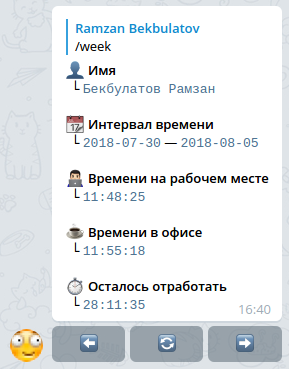 Ramzan Bekbulatov
/week
Имя
Бекбулатов Рамзан
Интервал времени
2018-07-30 — 2018-08-05
Времени на рабочем месте
11:48:25
Времени в офисе
11:55:18
Осталось отработать
28:11:35
16:40